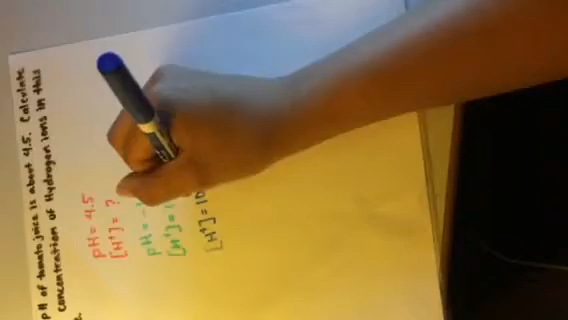 pH of tomato juice is about 4.5. Calculate
concentration of Hydrogen ions in this
pH = 4.5
[H⁺] = ?
pH = -
[H⁺] = 1
[H⁺] = 10